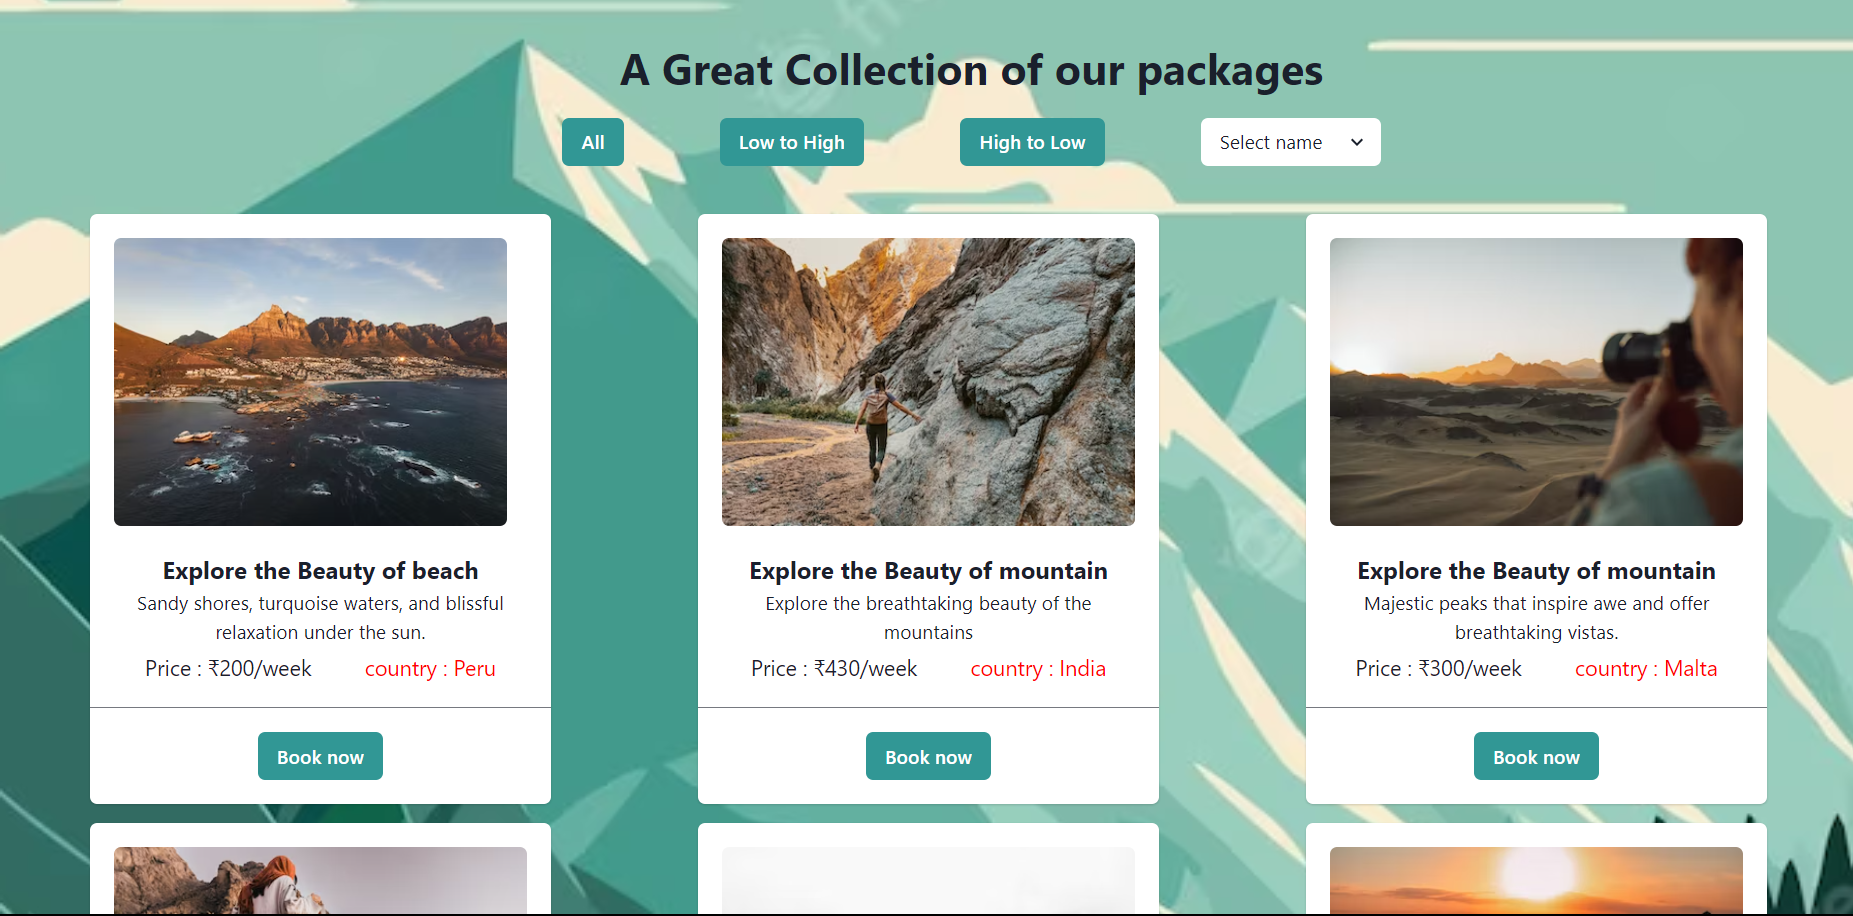 A Great Collection of our packages
All
Low to High
High to Low
Select name
Explore the Beauty of beach
Sandy shores, turquoise waters, and blissful
relaxation under the sun.
Price : ₹200/week
country : Peru
Book now
Explore the Beauty of mountain
Explore the breathtaking beauty of the
mountains
Price : ₹430/week
country : India
Book now
Explore the Beauty of mountain
Majestic peaks that inspire awe and offer
breathtaking vistas.
Price : ₹300/week
country : Malta
Book now